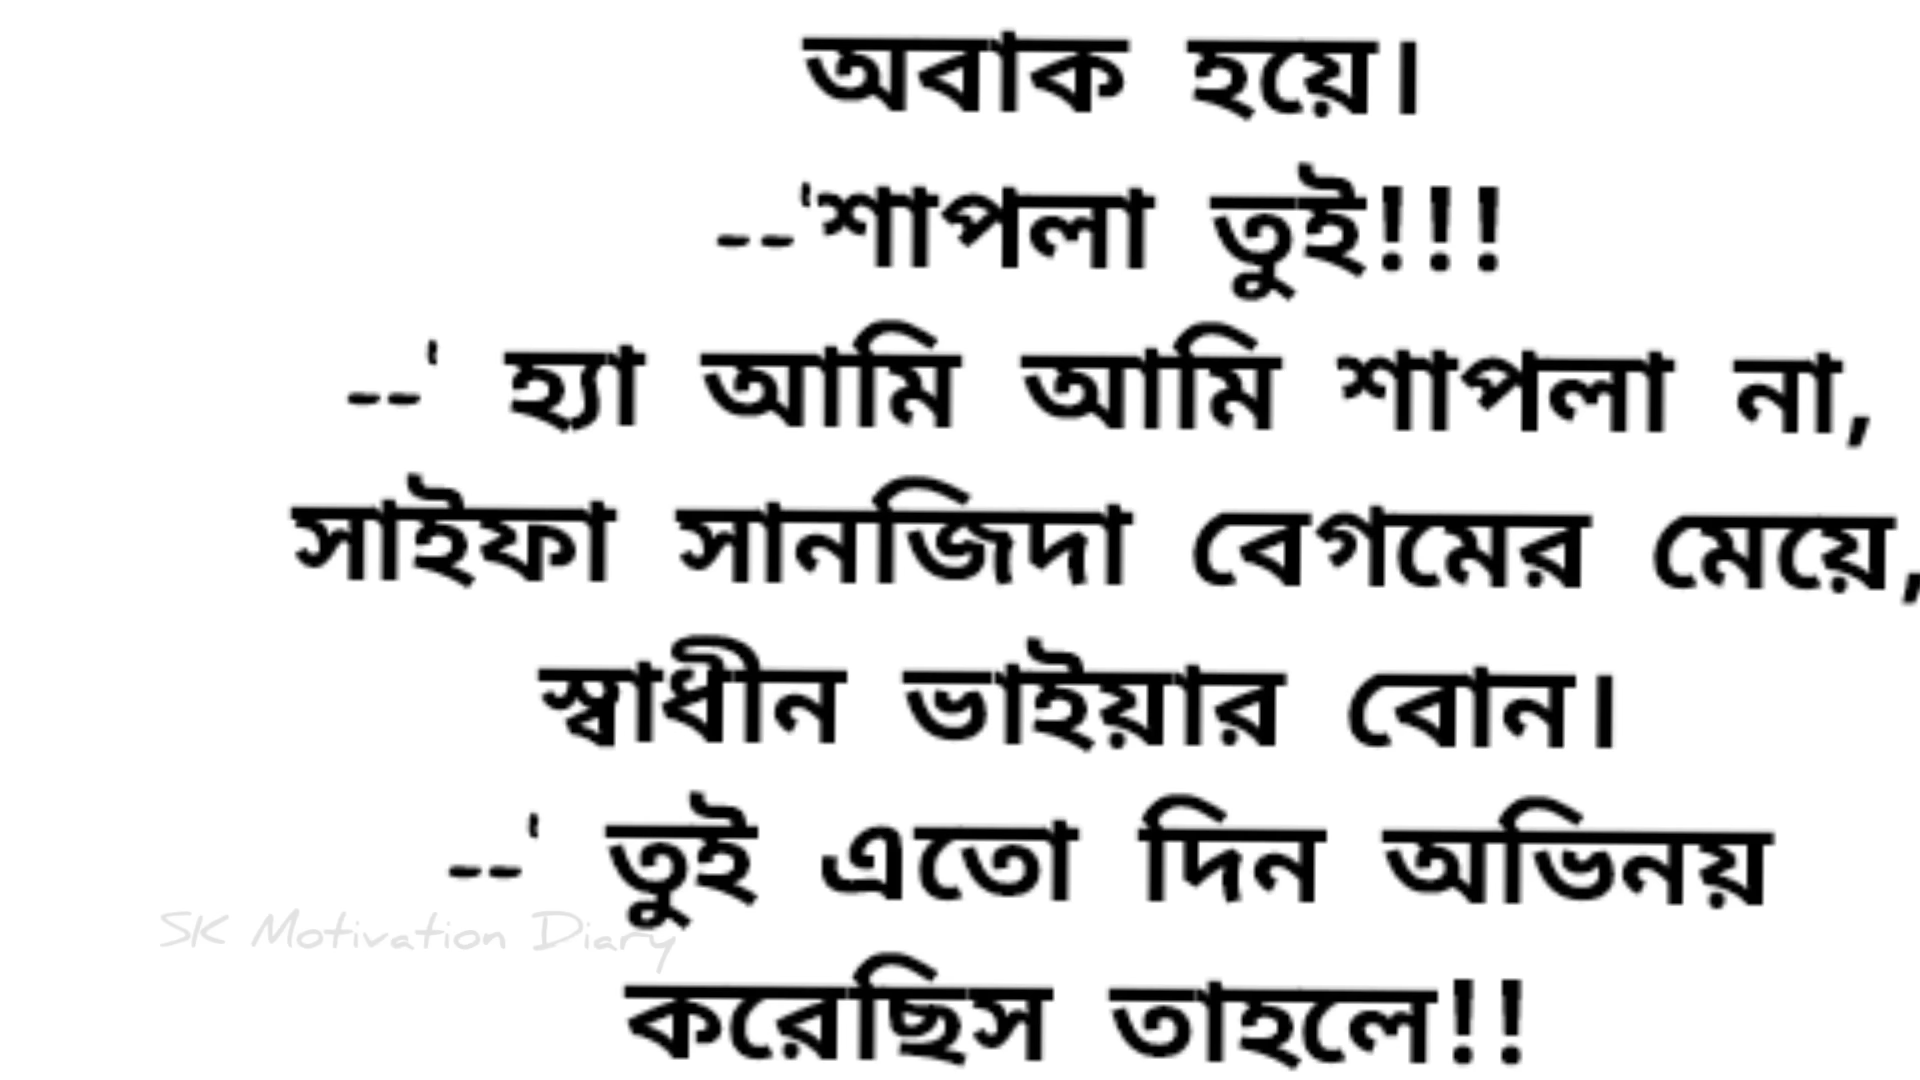 অবাক হয়ে।
--'শাপলা তুই!!!
--' হ্যা আমি আমি শাপলা না,
সাইফা সানজিদা বেগমের মেয়ে,
স্বাধীন ভাইয়ার বোন।
--' তুই এতো দিন অভিনয়
SK Motivation Diary
করেছিস তাহলে!!